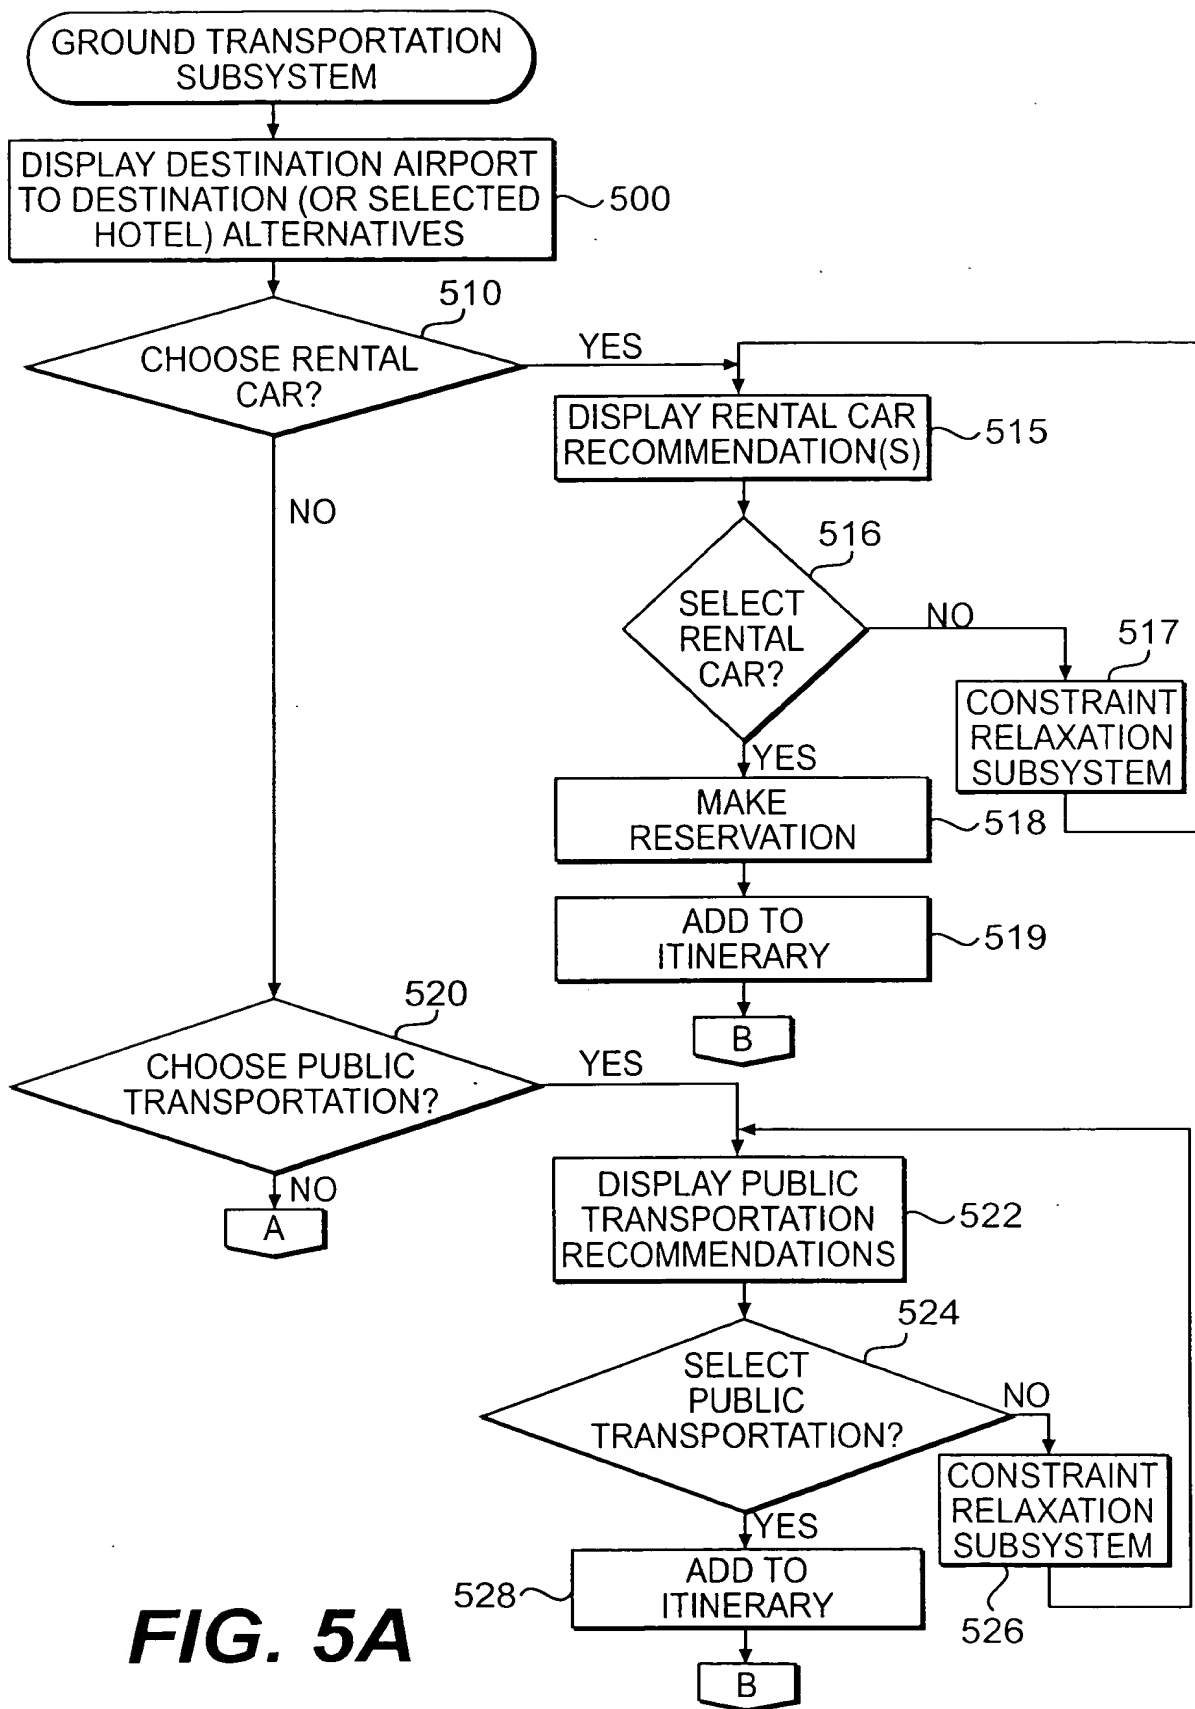 GROUND TRANSPORTATION
SUBSYSTEM
DISPLAY DESTINATION AIRPORT
TO DESTINATION (OR SELECTED
HOTEL) ALTERNATIVES
500
510
CHOOSE RENTAL
CAR?
YES
NO
DISPLAY RENTAL CAR
RECOMMENDATION(S)
515
516
SELECT
RENTAL
CAR?
NO
517
CONSTRAINT
RELAXATION
SUBSYSTEM
YES
MAKE
RESERVATION
518
ADD TO
ITINERARY
519
B
520
CHOOSE PUBLIC
TRANSPORTATION?
YES
NO
A
DISPLAY PUBLIC
TRANSPORTATION
RECOMMENDATIONS
522
524
SELECT
PUBLIC
TRANSPORTATION?
NO
CONSTRAINT
RELAXATION
SUBSYSTEM
526
YES
ADD TO
ITINERARY
528
B
FIG. 5A